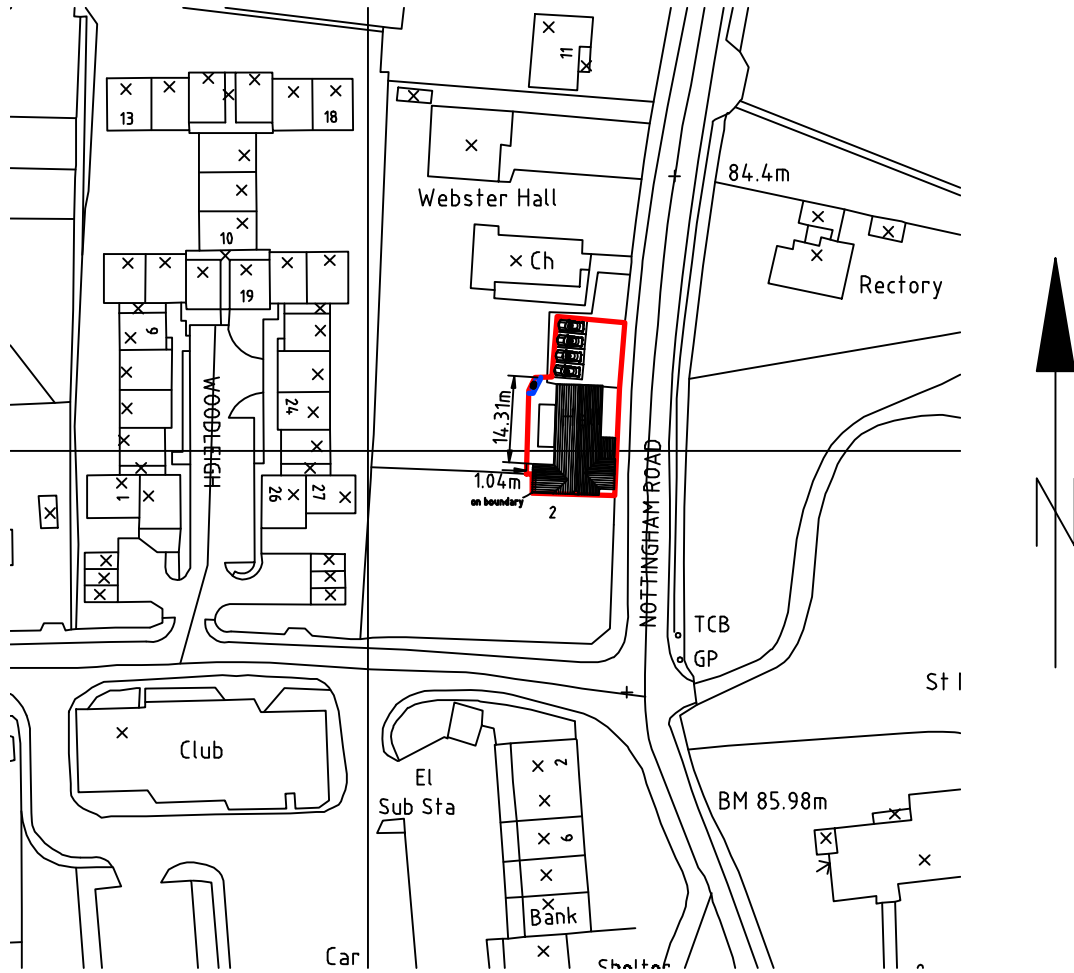 11
13
18
84.4m
Webster Hall
10
Ch
Rectory
19
9
24
14.31m
WOODLEIGH
NOTTINGHAM ROAD
1
26
27
1.04m
on boundary
2
N
TCB
GP
St
Club
El
Sub Sta
2
BM 85.98m
6
Bank
Car
Shelter